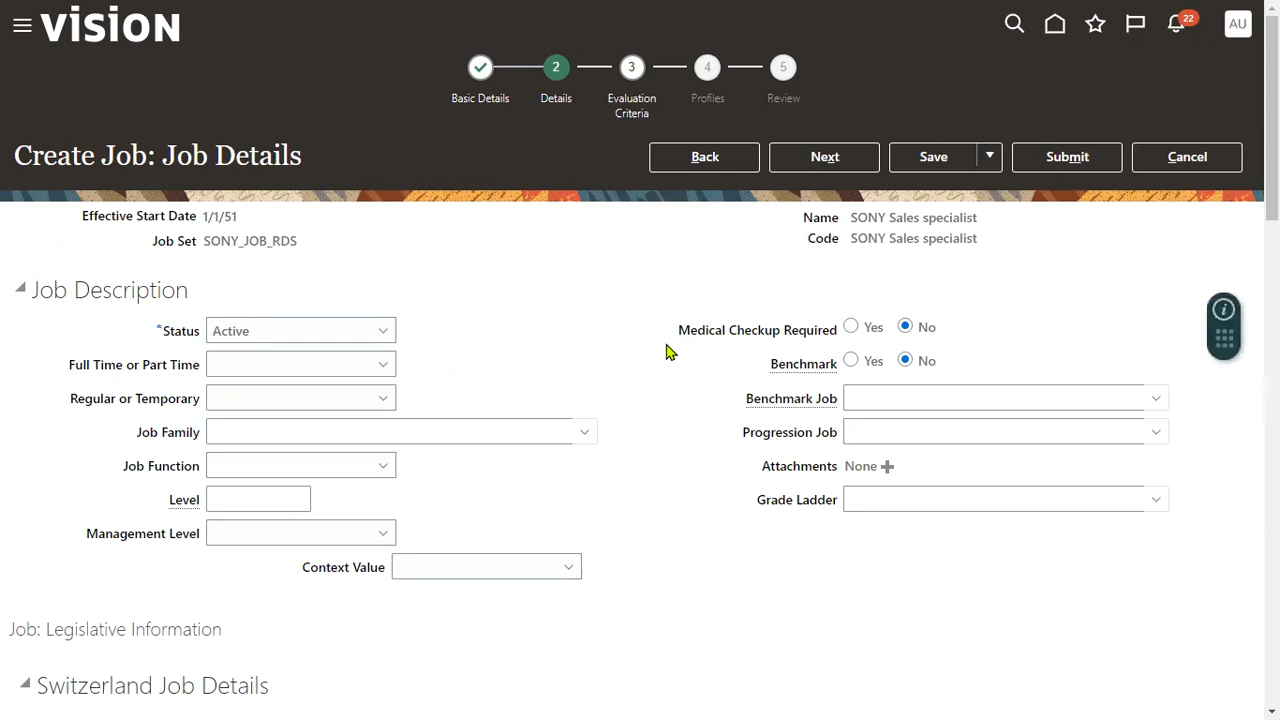 vision
22
AU
2
3
4
5
Basic Details
Details
Evaluation
Criteria
Profiles
Review
Create Job: Job Details
Back
Next
Save
Submit
Cancel
Effective Start Date 1/1/51
Name SONY Sales specialist
Job Set SONY_JOB_RDS
Code SONY Sales specialist
Job Description
*Status Active
Medical Checkup Required Yes No
Full Time or Part Time
Benchmark Yes No
Regular or Temporary
Benchmark Job
Job Family
Progression Job
Job Function
Attachments None
Level
Grade Ladder
Management Level
Context Value
Job: Legislative Information
Switzerland Job Details